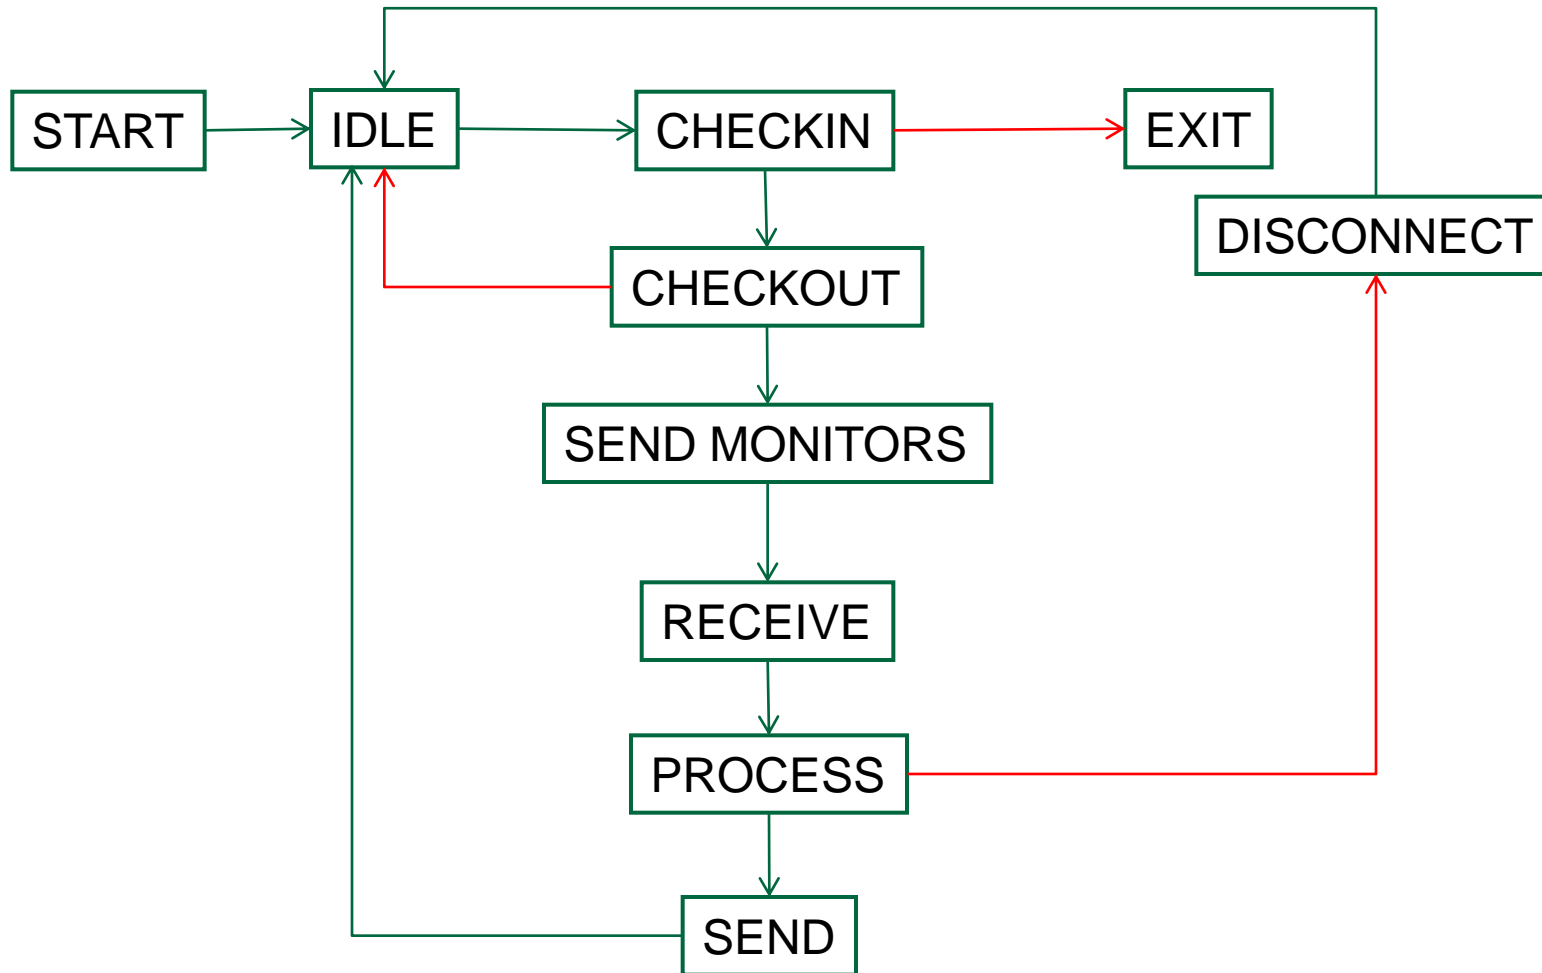 START
IDLE
CHECKIN
EXIT
DISCONNECT
CHECKOUT
SEND MONITORS
RECEIVE
PROCESS
SEND